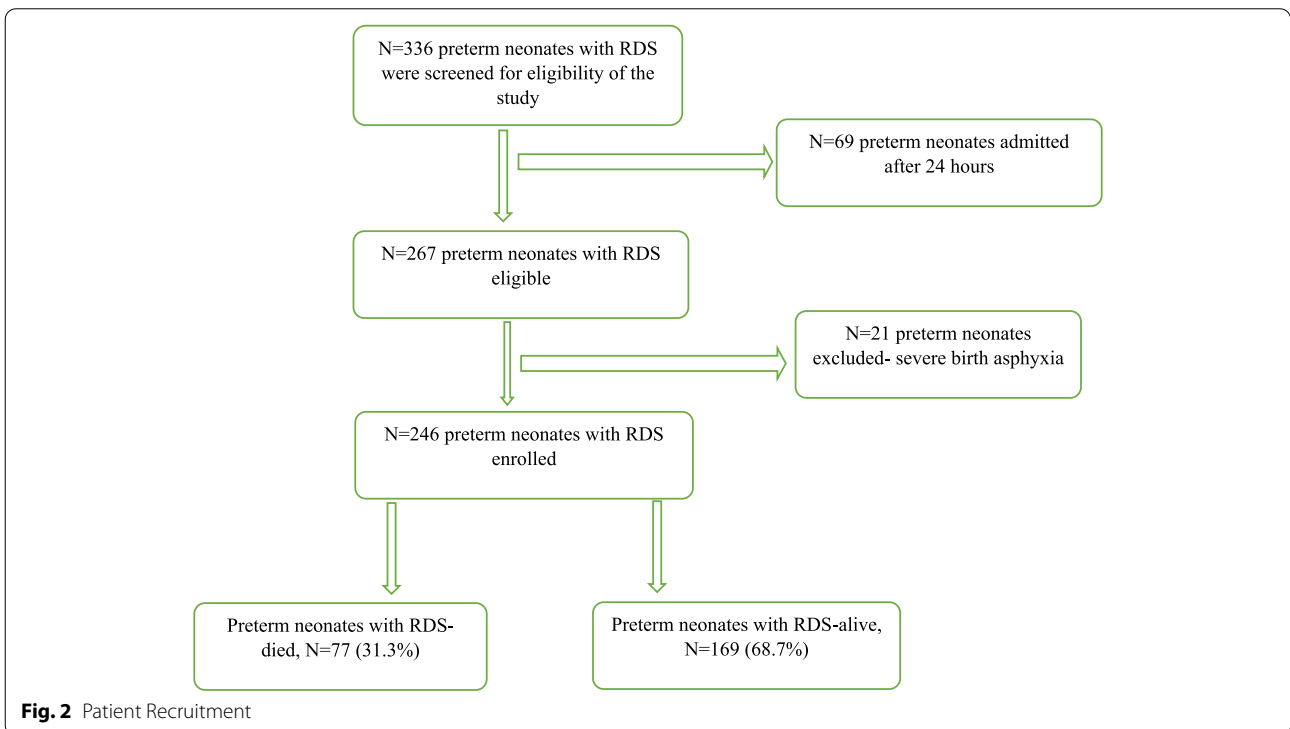 N=336 preterm neonates with RDS
were screened for eligibility of the
study
N=69 preterm neonates admitted
after 24 hours
N=267 preterm neonates with RDS
eligible
N=21 preterm neonates
excluded- severe birth asphyxia
N=246 preterm neonates with RDS
enrolled
Preterm neonates with RDS-
died, N=77 (31.3%)
Preterm neonates with RDS-alive,
N=169 (68.7%)
Fig. 2 Patient Recruitment